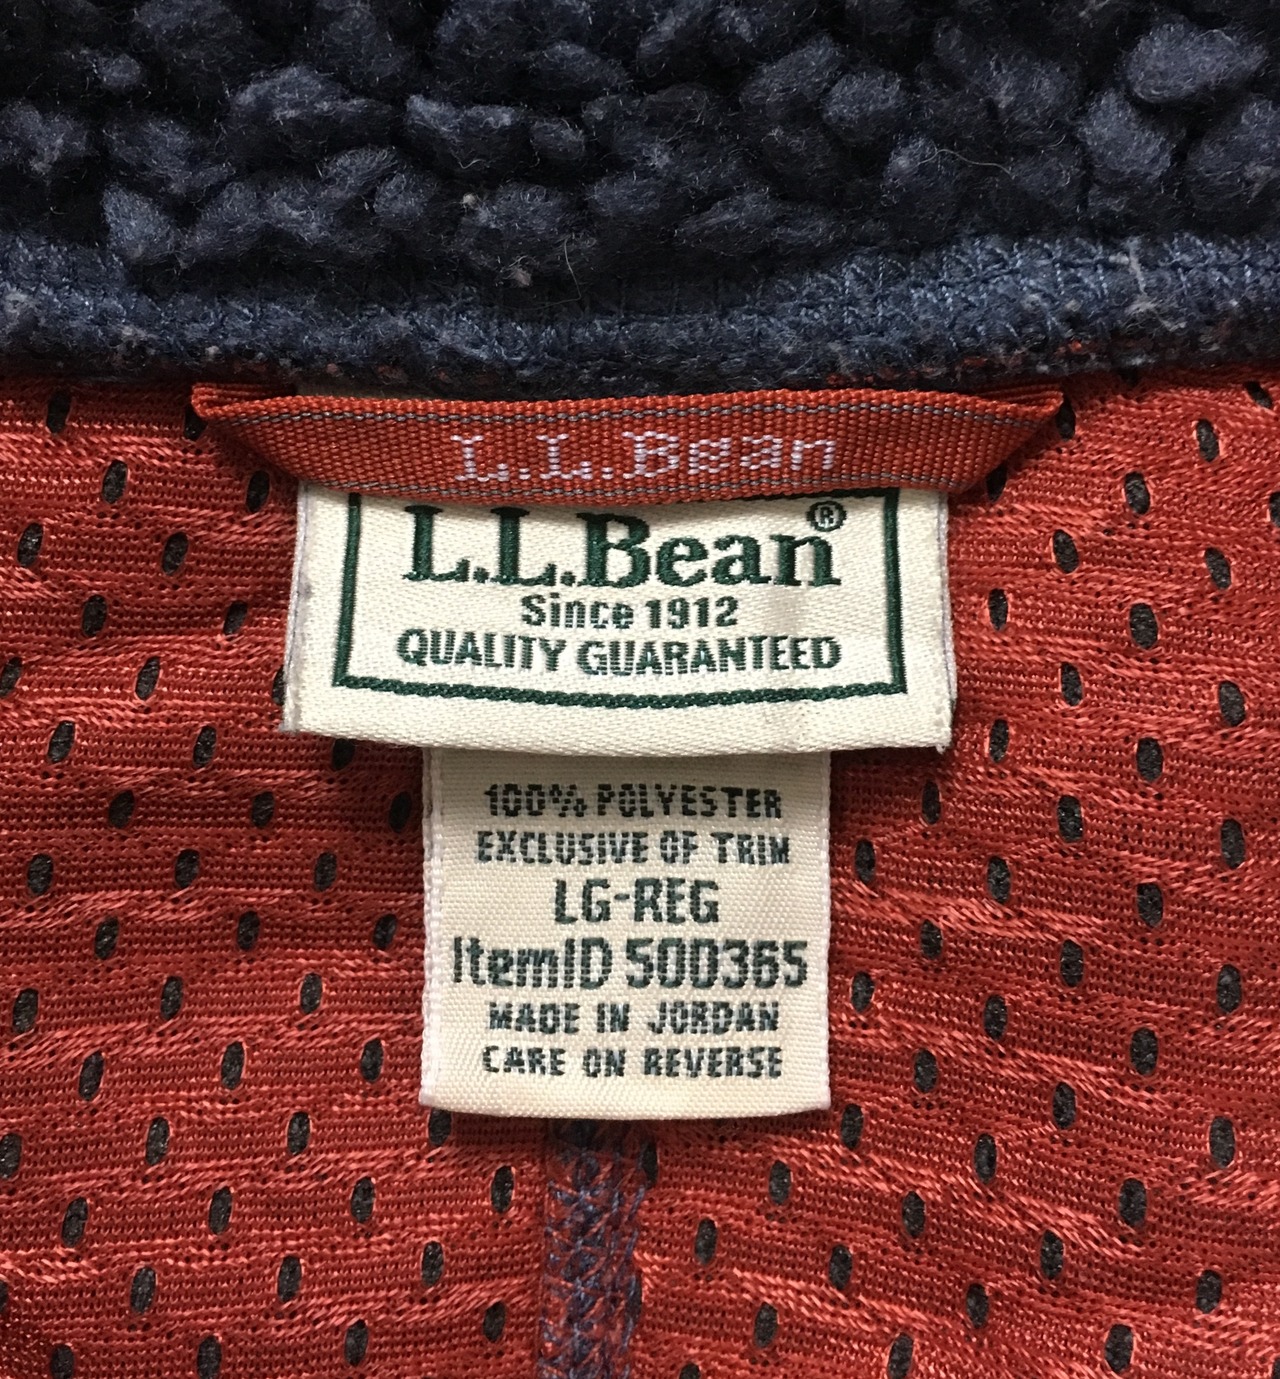 L.L.Bean
L.L.Bean®
Since 1912
QUALITY GUARANTEED
100% POLYESTER
EXCLUSIVE OF TRIM
LG-REG
ItemID 500365
MADE IN JORDAN
CARE ON REVERSE